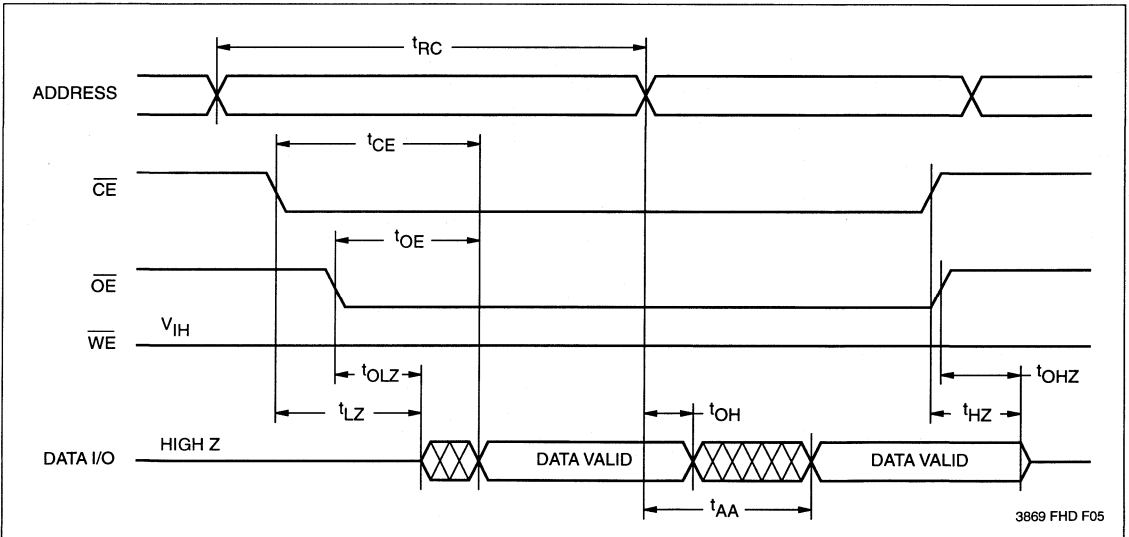 tRC
ADDRESS
tCE
CE
tOE
OE
VIH
WE
tOLZ
tOHZ
tLZ
tOH
tHZ
HIGH Z
DATA I/O
DATA VALID
DATA VALID
tAA
3869 FHD F05